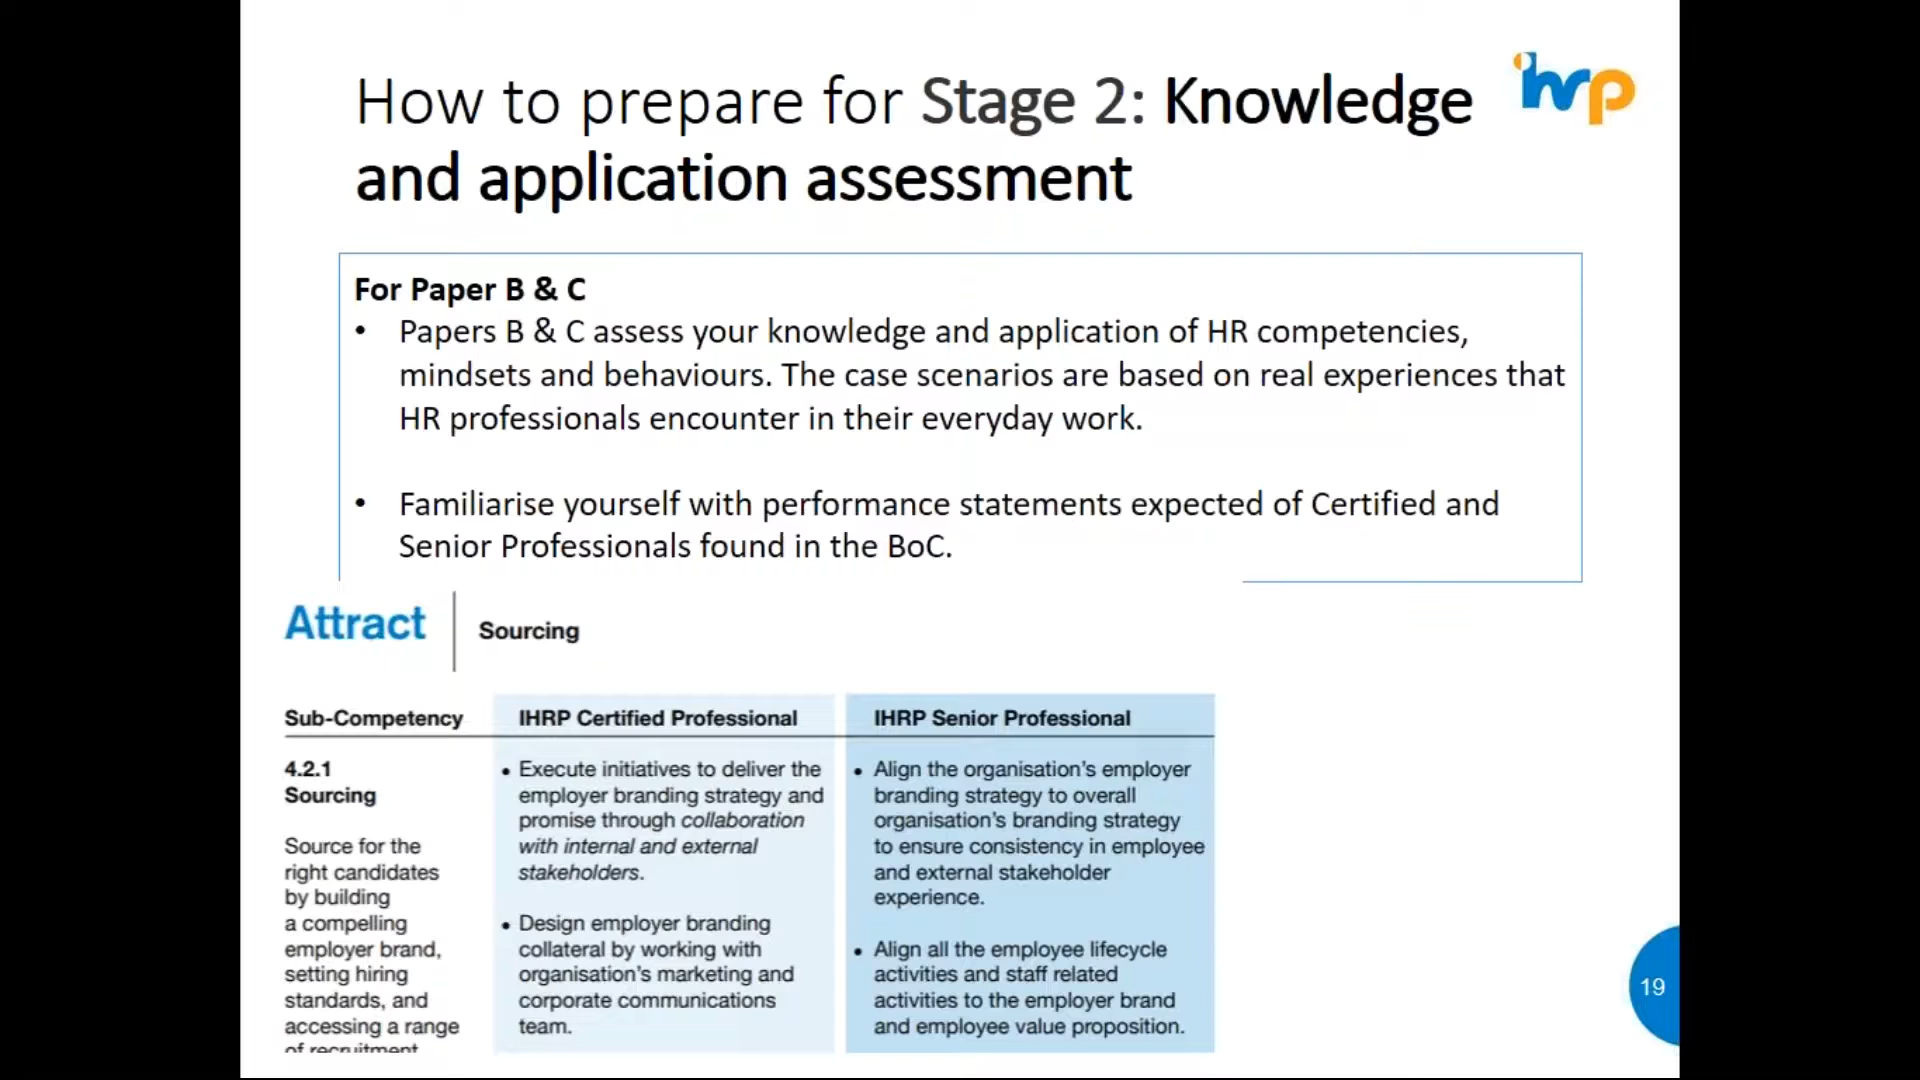 How to prepare for Stage 2: Knowledge
and application assessment
ihrp
For Paper B & C
• Papers B & C assess your knowledge and application of HR competencies,
mindsets and behaviours. The case scenarios are based on real experiences that
HR professionals encounter in their everyday work.
• Familiarise yourself with performance statements expected of Certified and
Senior Professionals found in the BoC.
Attract
Sourcing
Sub-Competency
IHRP Certified Professional
IHRP Senior Professional
4.2.1
Sourcing
Source for the
right candidates
by building
a compelling
employer brand,
setting hiring
standards, and
accessing a range
of recruitment
• Execute initiatives to deliver the
employer branding strategy and
promise through collaboration
with internal and external
stakeholders.
• Design employer branding
collateral by working with
organisation's marketing and
corporate communications
team.
• Align the organisation's employer
branding strategy to overall
organisation's branding strategy
to ensure consistency in employee
and external stakeholder
experience.
• Align all the employee lifecycle
activities and staff related
activities to the employer brand
and employee value proposition.
19